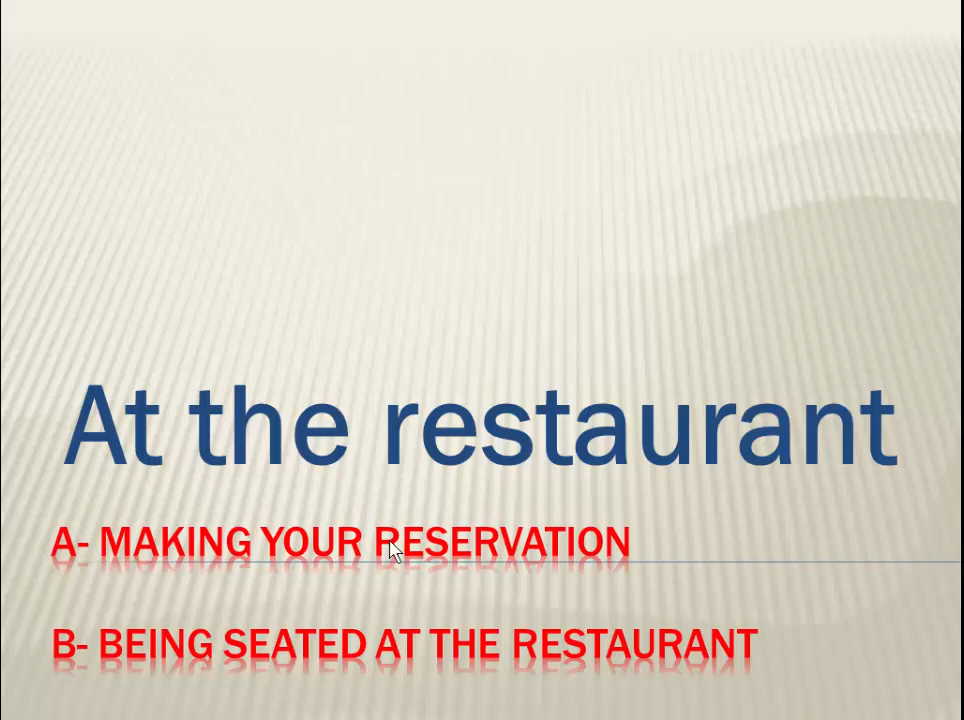 At the restaurant
A- MAKING YOUR RESERVATION
B- BEING SEATED AT THE RESTAURANT